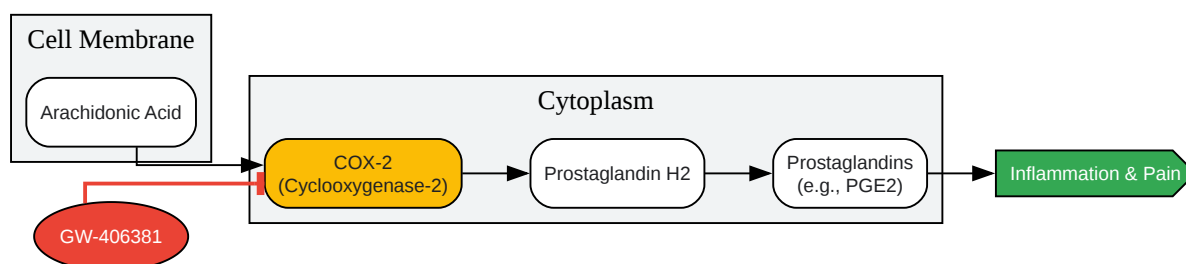 Cell Membrane
Arachidonic Acid
Cytoplasm
COX-2
(Cyclooxygenase-2)
Prostaglandin H2
Prostaglandins
(e.g., PGE2)
Inflammation & Pain
GW-406381